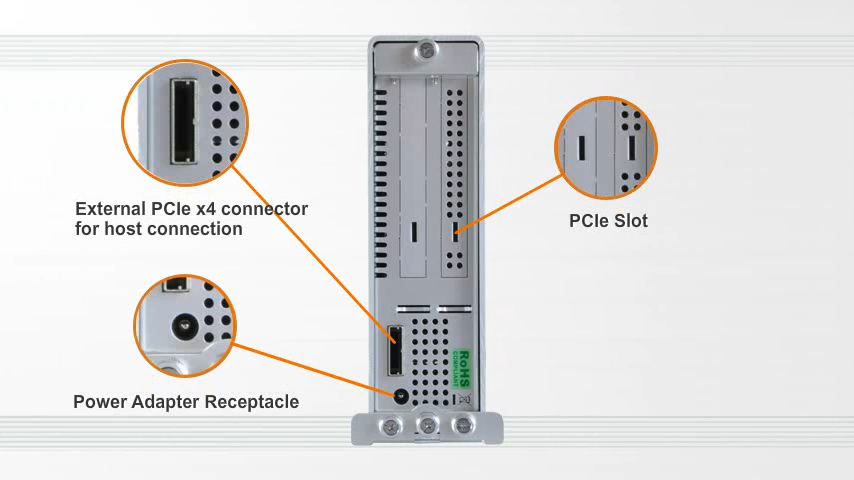 External PCIe x4 connector
for host connection
PCIe Slot
Power Adapter Receptacle
RoHS
COMPLIANT